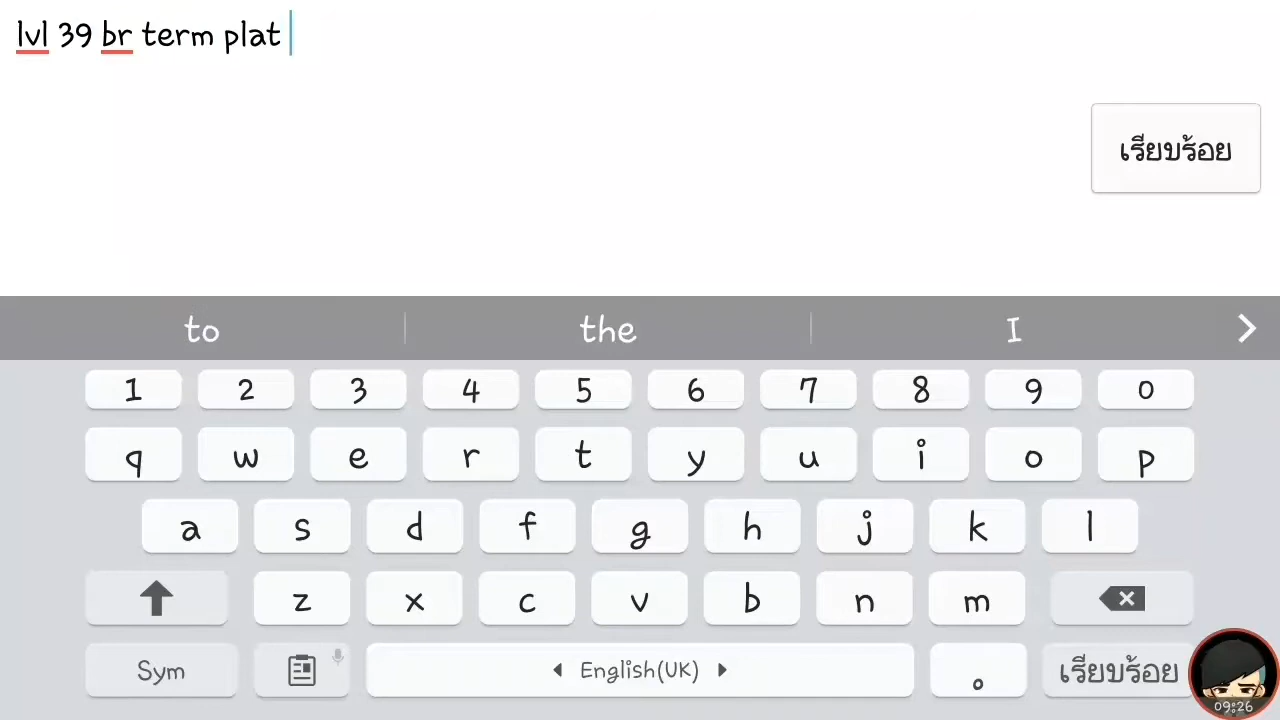 lvl 39 br term plat
เรียบร้อย
to the I
1 2 3 4 5 6 7 8 9 0
q w e r t y u i o p
a s d f g h j k l
z x c v b n m
Sym English(UK) . เรียบร้อย
09:26